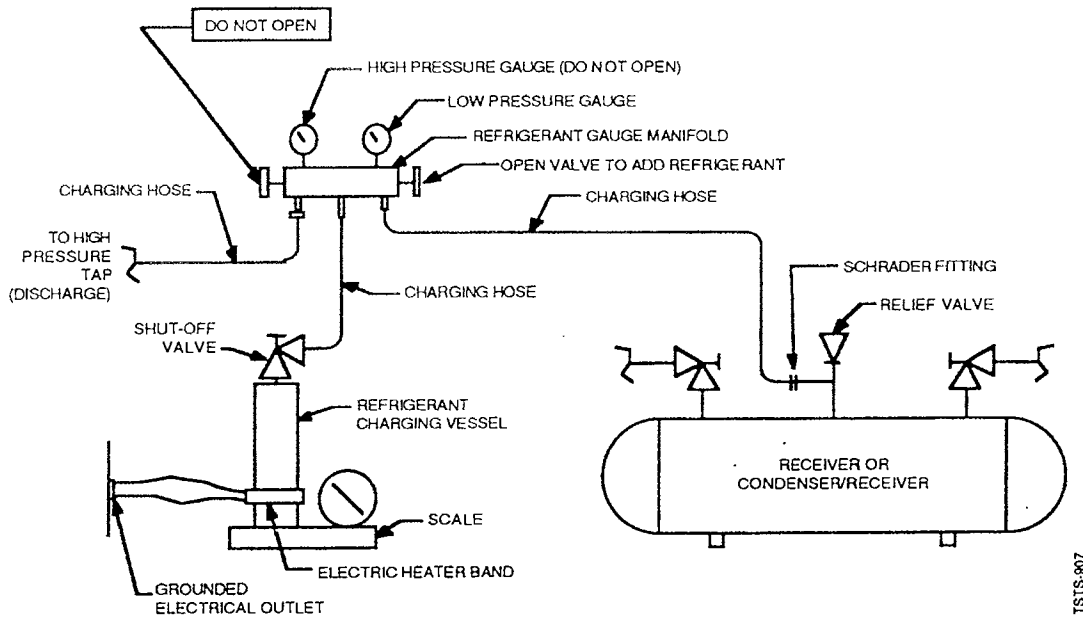 DO NOT OPEN
HIGH PRESSURE GAUGE (DO NOT OPEN)
LOW PRESSURE GAUGE
REFRIGERANT GAUGE MANIFOLD
OPEN VALVE TO ADD REFRIGERANT
CHARGING HOSE
CHARGING HOSE
TO HIGH
PRESSURE
TAP
(DISCHARGE)
SCHRADER FITTING
CHARGING HOSE
RELIEF VALVE
SHUT-OFF
VALVE
REFRIGERANT
CHARGING VESSEL
RECEIVER OR
CONDENSER/RECEIVER
SCALE
ELECTRIC HEATER BAND
GROUNDED
ELECTRICAL OUTLET
TSTS-907